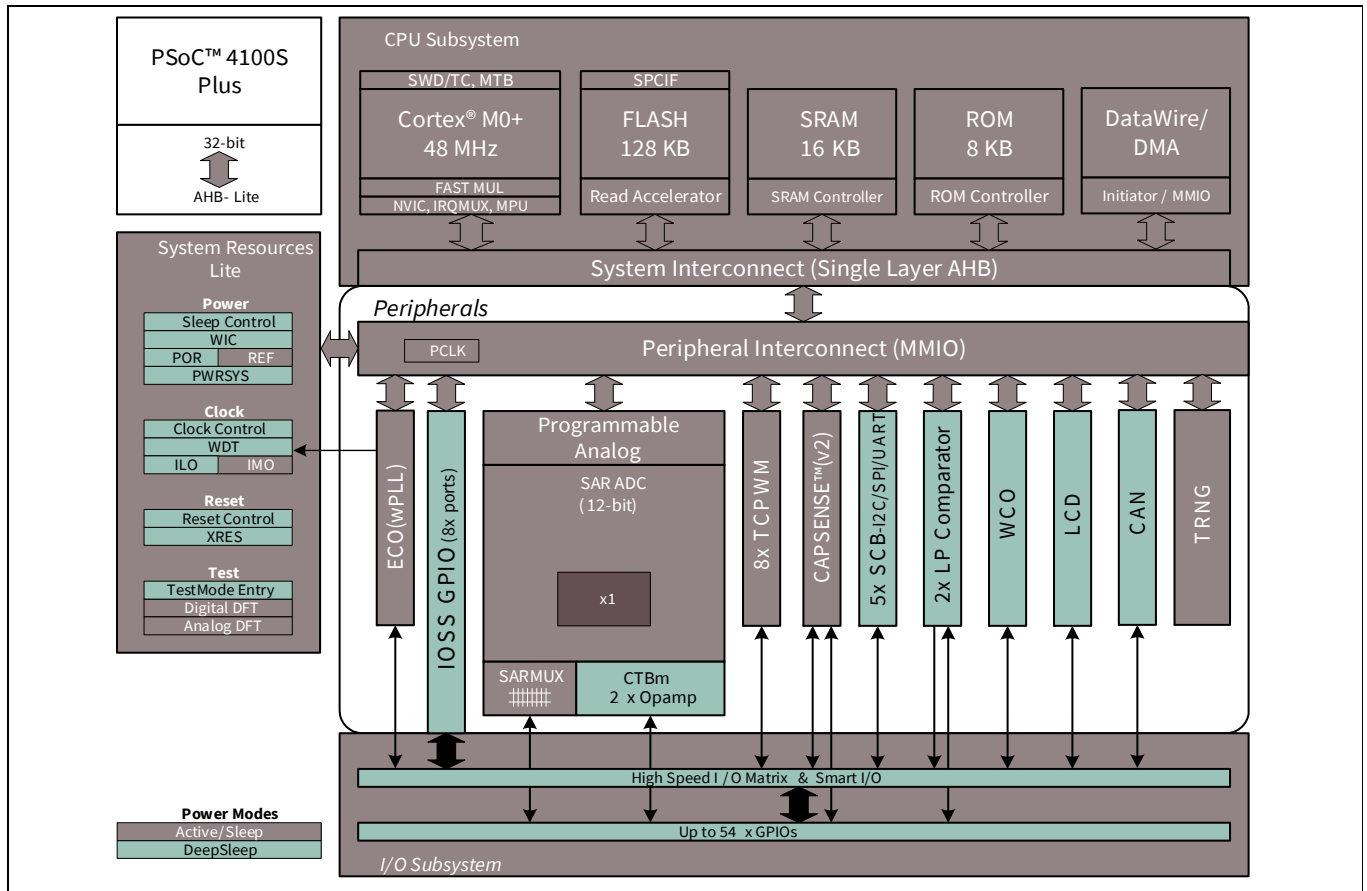 PSoC™ 4100S
Plus
32-bit
AHB- Lite
CPU Subsystem
SWD/TC, MTB
Cortex® M0+
48 MHz
FAST MUL
NVIC, IRQMUX, MPU
SPCIF
FLASH
128 KB
Read Accelerator
SRAM
16 KB
SRAM Controller
ROM
8 KB
ROM Controller
DataWire/
DMA
Initiator / MMIO
System Interconnect (Single Layer AHB)
System Resources
Lite
Power
Sleep Control
WIC
POR
REF
PWRSYS
Clock
Clock Control
WDT
ILO
IMO
Reset
Reset Control
XRES
Test
TestMode Entry
Digital DFT
Analog DFT
Peripherals
PCLK
Peripheral Interconnect (MMIO)
ECO(wPLL)
IOSS GPIO (8x ports)
Programmable
Analog
SAR ADC
(12-bit)
x1
SARMUX
CTBm
2 x Opamp
8x TCPWM
CAPSENSE™(v2)
5x SCB-I2C/SPI/UART
2x LP Comparator
WCO
LCD
CAN
TRNG
High Speed I / O Matrix & Smart I/O
Up to 54 x GPIOs
I/O Subsystem
Power Modes
Active/Sleep
DeepSleep